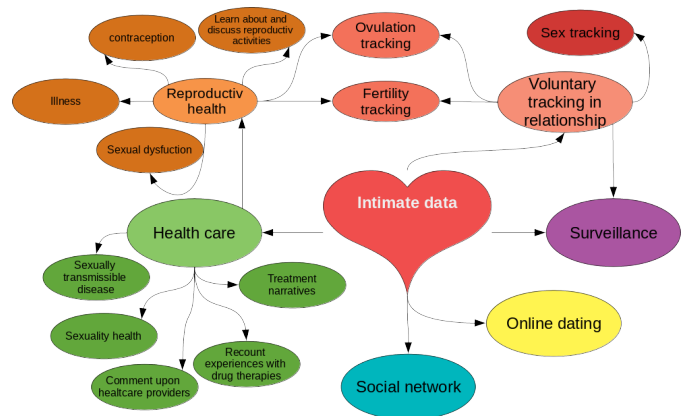 Learn about and
discuss reproductiv
activities
contraception
Ovulation
tracking
Sex tracking
Illness
Reproductiv
health
Fertility
tracking
Voluntary
tracking in
relationship
Sexual dysfuction
Intimate data
Health care
Surveillance
Sexually
transmissible
disease
Treatment
narratives
Sexuality health
Online dating
Recount
experiences with
drug therapies
Comment upon
healtcare providers
Social network